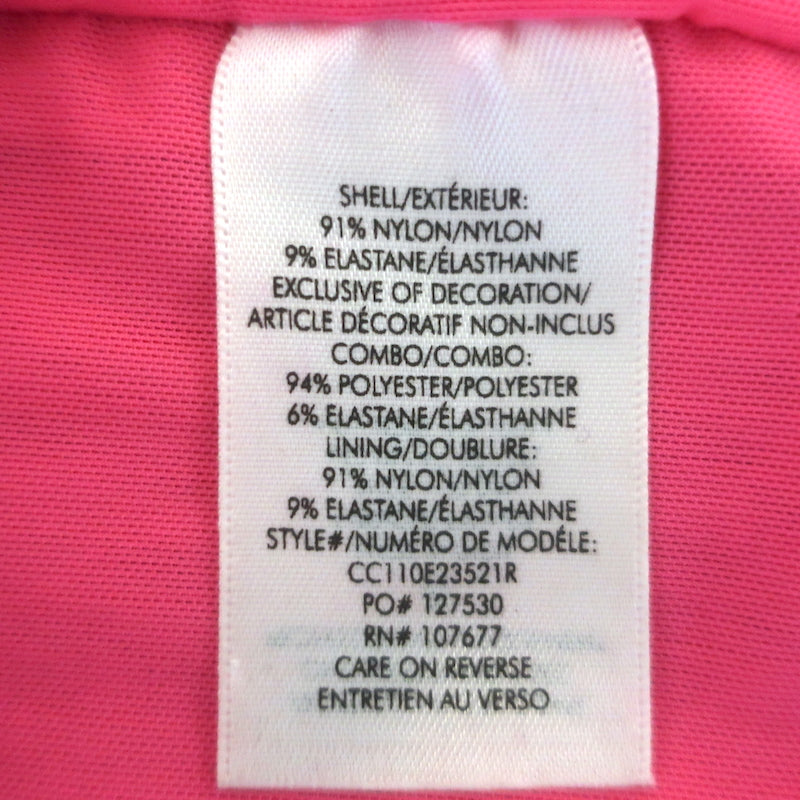 SHELL/EXTÉRIEUR:
91% NYLON/NYLON
9% ELASTANE/ÉLASTHANNE
EXCLUSIVE OF DECORATION/
ARTICLE DÉCORATIF NON-INCLUS
COMBO/COMBO:
94% POLYESTER/POLYESTER
6% ELASTANE/ÉLASTHANNE
LINING/DOUBLURE:
91% NYLON/NYLON
9% ELASTANE/ÉLASTHANNE
STYLE#/NUMÉRO DE MODÉLE:
CC110E23521R
PO# 127530
RN# 107677
CARE ON REVERSE
ENTRETIEN AU VERSO